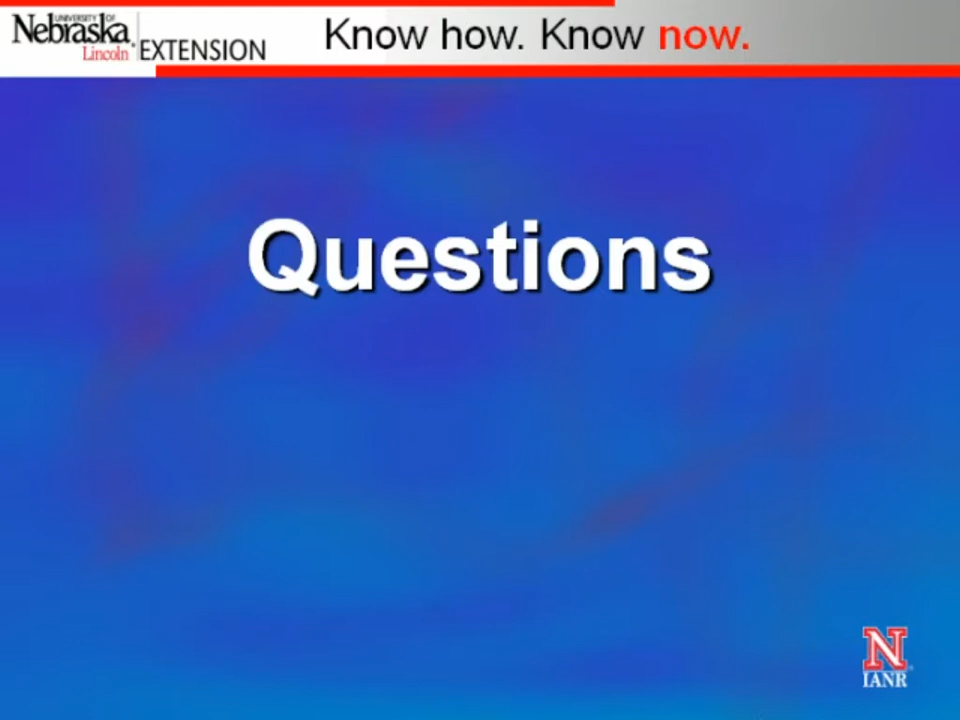 UNIVERSITY OF
Nebraska
Lincoln
EXTENSION
Know how. Know now.
Questions
N
IANR